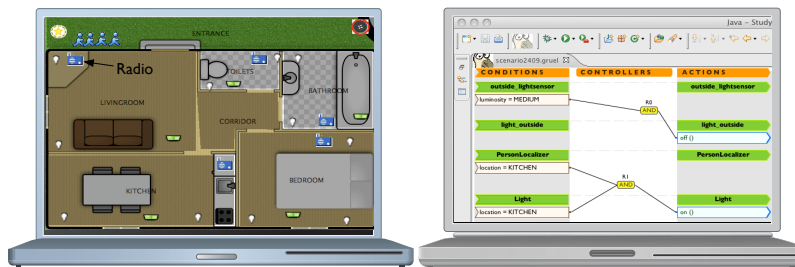 ENTRANCE
Radio
TOILETS
BATHROOM
LIVINGROOM
CORRIDOR
KITCHEN
BEDROOM
Java - Study
scenario2409.gruel
CONDITIONS CONTROLLERS ACTIONS
outside_lightsensor outside_lightsensor
luminosity = MEDIUM
R0
AND
light_outside light_outside
off ()
PersonLocalizer PersonLocalizer
location = KITCHEN
R1
AND
Light Light
location = KITCHEN on ()